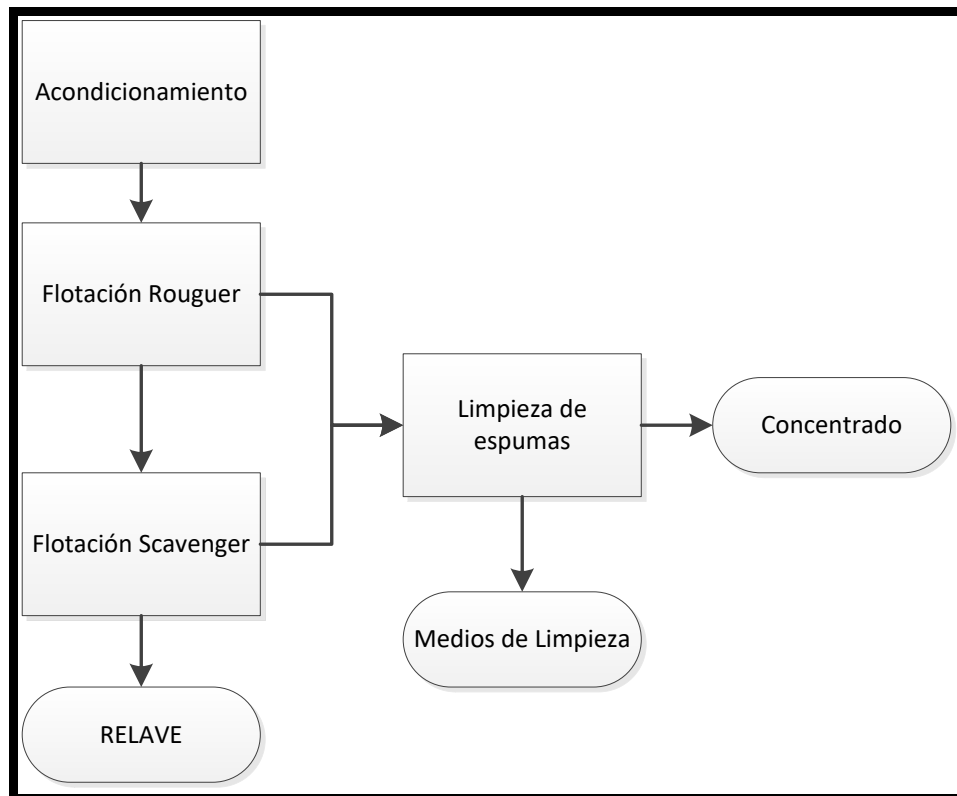 Acondicionamiento
Flotación Rouguer
Flotación Scavenger
RELAVE
Limpieza de
espumas
Medios de Limpieza
Concentrado